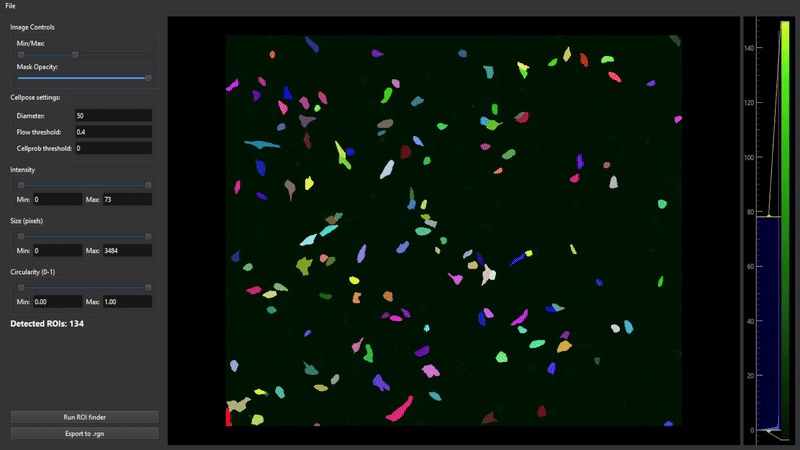 File
Image Controls
Min/Max:
Mask Opacity:
Cellpose settings:
Diameter: 50
Flow threshold: 0.4
Cellprob threshold: 0
Intensity
Min: 0 Max: 73
Size (pixels)
Min: 0 Max: 3484
Circularity (0-1)
Min: 0.00 Max: 1.00
Detected ROIs: 134
Run ROI finder
Export to .rgn
140
120
100
80
60
40
20
0